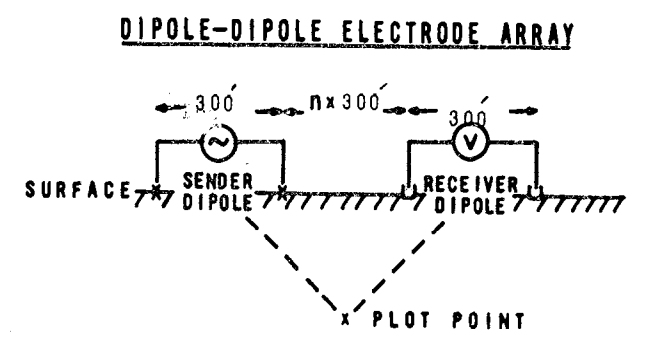 DIPOLE-DIPOLE ELECTRODE ARRAY
300' n x 300' 300'
~ V
SURFACE SENDER DIPOLE RECEIVER DIPOLE
x PLOT POINT